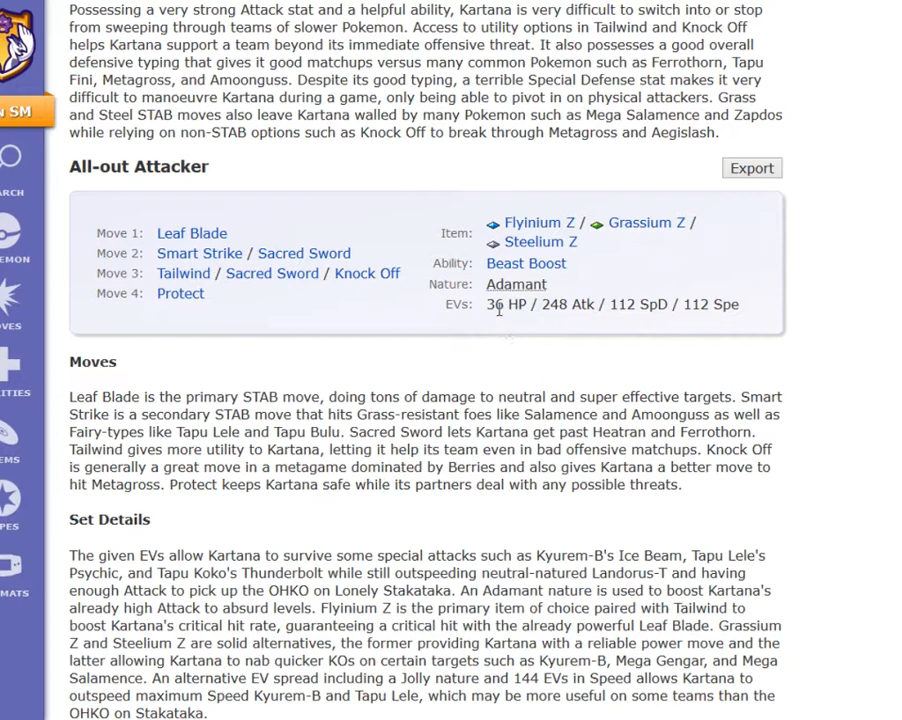 Possessing a very strong Attack stat and a helpful ability, Kartana is very difficult to switch into or stop
from sweeping through teams of slower Pokemon. Access to utility options in Tailwind and Knock Off
helps Kartana support a team beyond its immediate offensive threat. It also possesses a good overall
defensive typing that gives it good matchups versus many common Pokemon such as Ferrothorn, Tapu
Fini, Metagross, and Amoonguss. Despite its good typing, a terrible Special Defense stat makes it very
difficult to manoeuvre Kartana during a game, only being able to pivot in on physical attackers. Grass
and Steel STAB moves also leave Kartana walled by many Pokemon such as Mega Salamence and Zapdos
while relying on non-STAB options such as Knock Off to break through Metagross and Aegislash.
SM
All-out Attacker
Export
ARCH
EMON
VES
ITIES
EMS
PES
MATS
Move 1: Leaf Blade
Move 2: Smart Strike / Sacred Sword
Move 3: Tailwind / Sacred Sword / Knock Off
Move 4: Protect
Item: Flyinium Z / Grassium Z /
Steelium Z
Ability: Beast Boost
Nature: Adamant
EVs: 36 HP / 248 Atk / 112 SpD / 112 Spe
Moves
Leaf Blade is the primary STAB move, doing tons of damage to neutral and super effective targets. Smart
Strike is a secondary STAB move that hits Grass-resistant foes like Salamence and Amoonguss as well as
Fairy-types like Tapu Lele and Tapu Bulu. Sacred Sword lets Kartana get past Heatran and Ferrothorn.
Tailwind gives more utility to Kartana, letting it help its team even in bad offensive matchups. Knock Off
is generally a great move in a metagame dominated by Berries and also gives Kartana a better move to
hit Metagross. Protect keeps Kartana safe while its partners deal with any possible threats.
Set Details
The given EVs allow Kartana to survive some special attacks such as Kyurem-B's Ice Beam, Tapu Lele's
Psychic, and Tapu Koko's Thunderbolt while still outspeeding neutral-natured Landorus-T and having
enough Attack to pick up the OHKO on Lonely Stakataka. An Adamant nature is used to boost Kartana's
already high Attack to absurd levels. Flyinium Z is the primary item of choice paired with Tailwind to
boost Kartana's critical hit rate, guaranteeing a critical hit with the already powerful Leaf Blade. Grassium
Z and Steelium Z are solid alternatives, the former providing Kartana with a reliable power move and the
latter allowing Kartana to nab quicker KOs on certain targets such as Kyurem-B, Mega Gengar, and Mega
Salamence. An alternative EV spread including a Jolly nature and 144 EVs in Speed allows Kartana to
outspeed maximum Speed Kyurem-B and Tapu Lele, which may be more useful on some teams than the
OHKO on Stakataka.